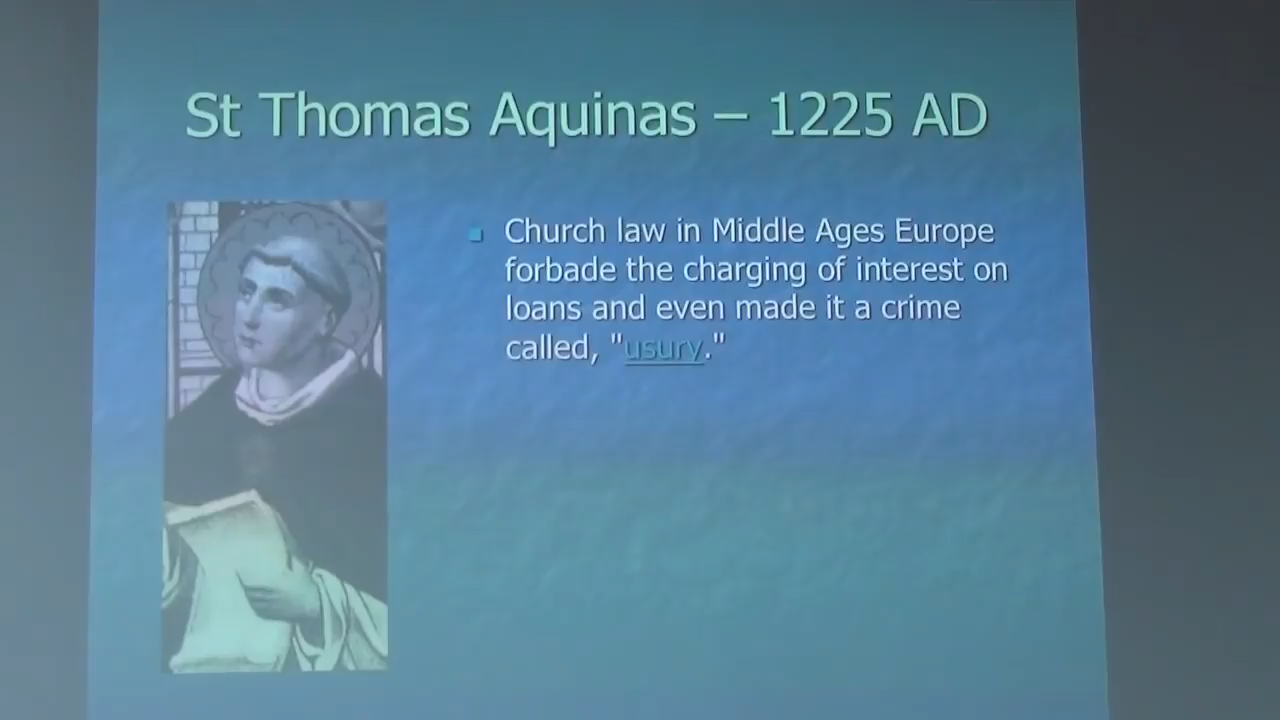 St Thomas Aquinas – 1225 AD
Church law in Middle Ages Europe
forbade the charging of interest on
loans and even made it a crime
called, "usury."